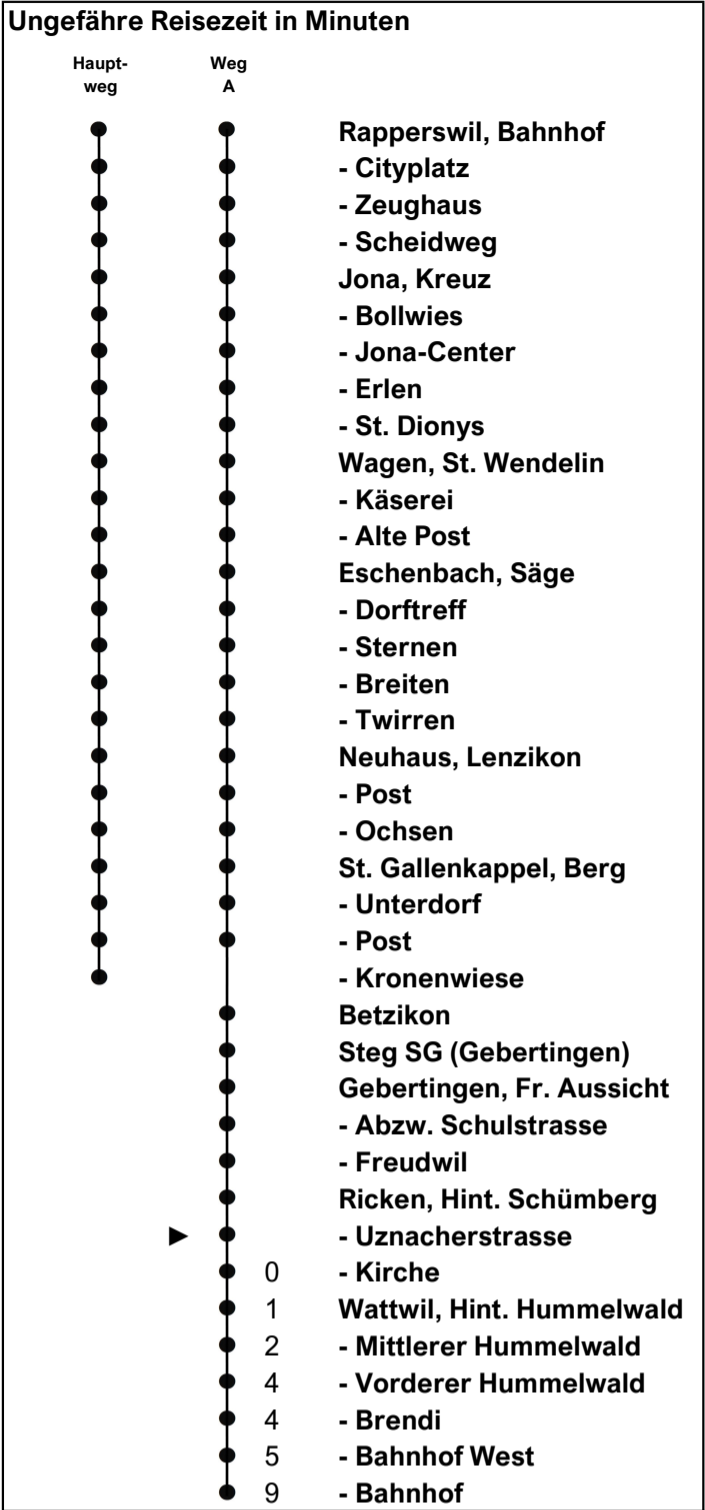 Ungefähre Reisezeit in Minuten
Haupt- Weg
weg A
Rapperswil, Bahnhof
- Cityplatz
- Zeughaus
- Scheidweg
Jona, Kreuz
- Bollwies
- Jona-Center
- Erlen
- St. Dionys
Wagen, St. Wendelin
- Käserei
- Alte Post
Eschenbach, Säge
- Dorftreff
- Sternen
- Breiten
- Twirren
Neuhaus, Lenzikon
- Post
- Ochsen
St. Gallenkappel, Berg
- Unterdorf
- Post
- Kronenwiese
Betzikon
Steg SG (Gebertingen)
Gebertingen, Fr. Aussicht
- Abzw. Schulstrasse
- Freudwil
Ricken, Hint. Schümberg
- Uznacherstrasse
0 - Kirche
1 Wattwil, Hint. Hummelwald
2 - Mittlerer Hummelwald
4 - Vorderer Hummelwald
4 - Brendi
5 - Bahnhof West
9 - Bahnhof